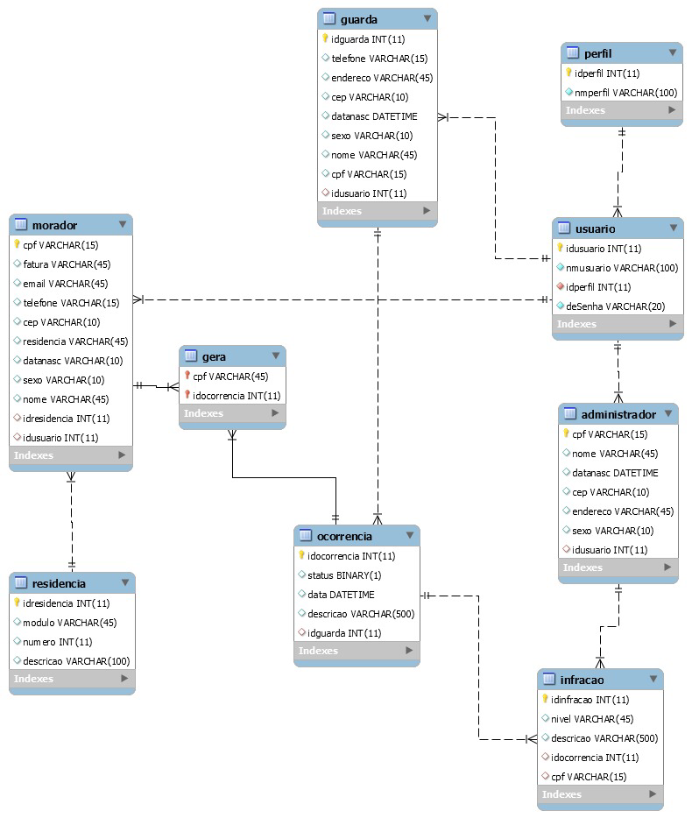 guarda
idguarda INT(11)
telefone VARCHAR(15)
endereco VARCHAR(45)
cep VARCHAR(10)
datanasc DATETIME
sexo VARCHAR(10)
nome VARCHAR(45)
cpf VARCHAR(15)
idusuario INT(11)
Indexes
perfil
idperfil INT(11)
nmperfil VARCHAR(100)
Indexes
morador
cpf VARCHAR(15)
fatura VARCHAR(45)
email VARCHAR(45)
telefone VARCHAR(15)
cep VARCHAR(10)
residencia VARCHAR(45)
datanasc VARCHAR(10)
sexo VARCHAR(10)
nome VARCHAR(45)
idresidencia INT(11)
idusuario INT(11)
Indexes
usuario
idusuario INT(11)
nmusuario VARCHAR(100)
idperfil INT(11)
deSenha VARCHAR(20)
Indexes
gera
cpf VARCHAR(45)
idocorrencia INT(11)
Indexes
administrador
cpf VARCHAR(15)
nome VARCHAR(45)
datanasc DATETIME
cep VARCHAR(10)
endereco VARCHAR(45)
sexo VARCHAR(10)
idusuario INT(11)
Indexes
ocorrencia
idocorrencia INT(11)
status BINARY(1)
data DATETIME
descricao VARCHAR(500)
idguarda INT(11)
Indexes
residencia
idresidencia INT(11)
modulo VARCHAR(45)
numero INT(11)
descricao VARCHAR(100)
Indexes
infracao
idinfracao INT(11)
nivel VARCHAR(45)
descricao VARCHAR(500)
idocorrencia INT(11)
cpf VARCHAR(15)
Indexes